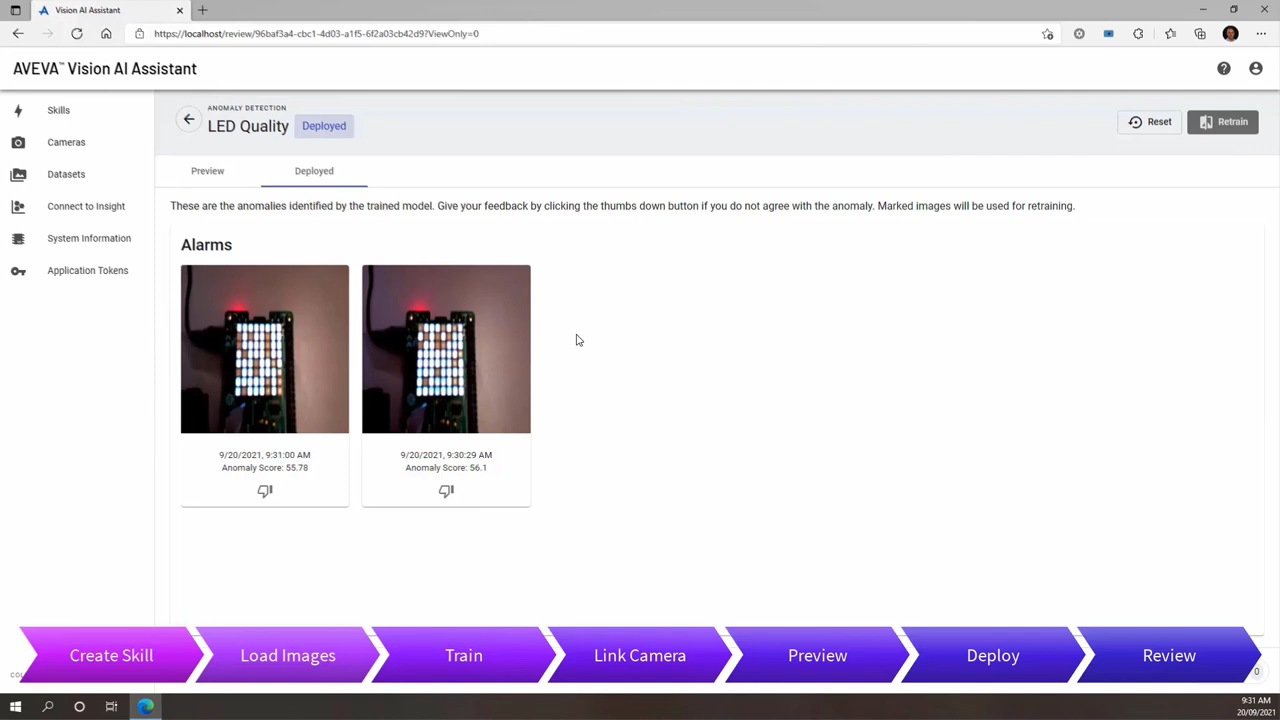 Vision AI Assistant
https://localhost/review/96baf3a4-cbc1-4d03-a1f5-6f2a03cb42d9?ViewOnly=0
AVEVA™ Vision AI Assistant
Skills
Cameras
Datasets
Connect to Insight
System Information
Application Tokens
ANOMALY DETECTION
LED Quality Deployed
Reset Retrain
Preview Deployed
These are the anomalies identified by the trained model. Give your feedback by clicking the thumbs down button if you do not agree with the anomaly. Marked images will be used for retraining.
Alarms
9/20/2021, 9:31:00 AM
Anomaly Score: 55.78
9/20/2021, 9:30:29 AM
Anomaly Score: 56.1
Create Skill Load Images Train Link Camera Preview Deploy Review
0
9:31 AM
20/09/2021